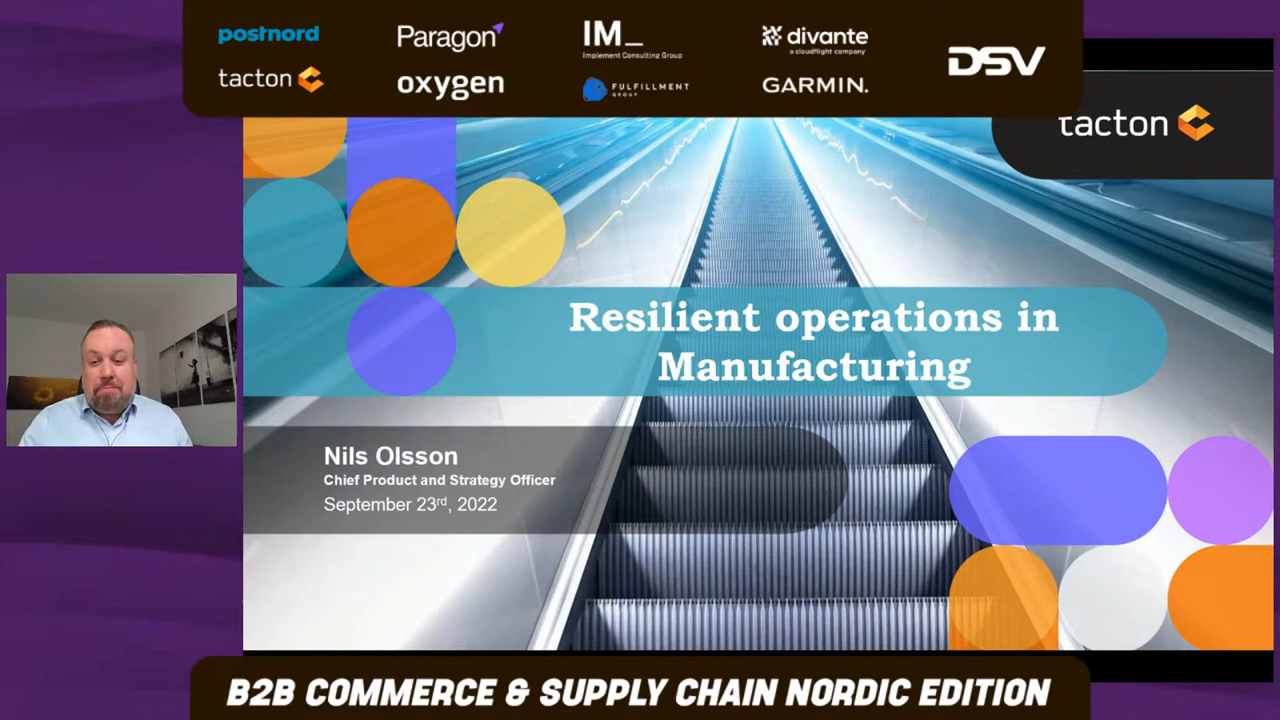 postnord
Paragon
IM_
Implement Consulting Group
divante
a cloudflight company
DSV
tacton
oxygen
FULFILLMENT
GROUP
GARMIN.
tacton
Resilient operations in
Manufacturing
Nils Olsson
Chief Product and Strategy Officer
September 23rd, 2022
B2B COMMERCE & SUPPLY CHAIN NORDIC EDITION